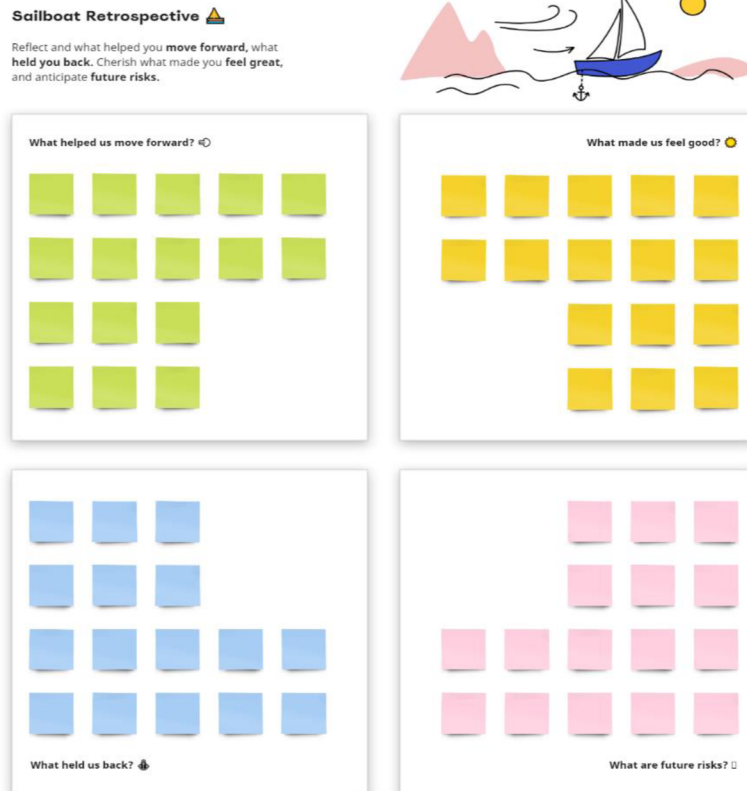 Sailboat Retrospective
Reflect and what helped you move forward, what
held you back. Cherish what made you feel great,
and anticipate future risks.
What helped us move forward?
What made us feel good?
What held us back?
What are future risks?